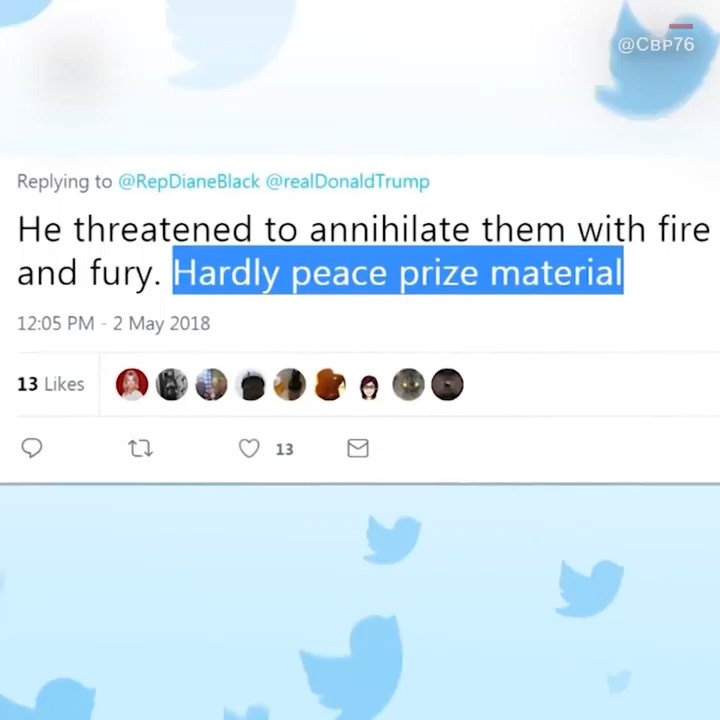 @CBP76
Replying to @RepDianeBlack @realDonaldTrump
He threatened to annihilate them with fire
and fury. Hardly peace prize material
12:05 PM - 2 May 2018
13 Likes
13